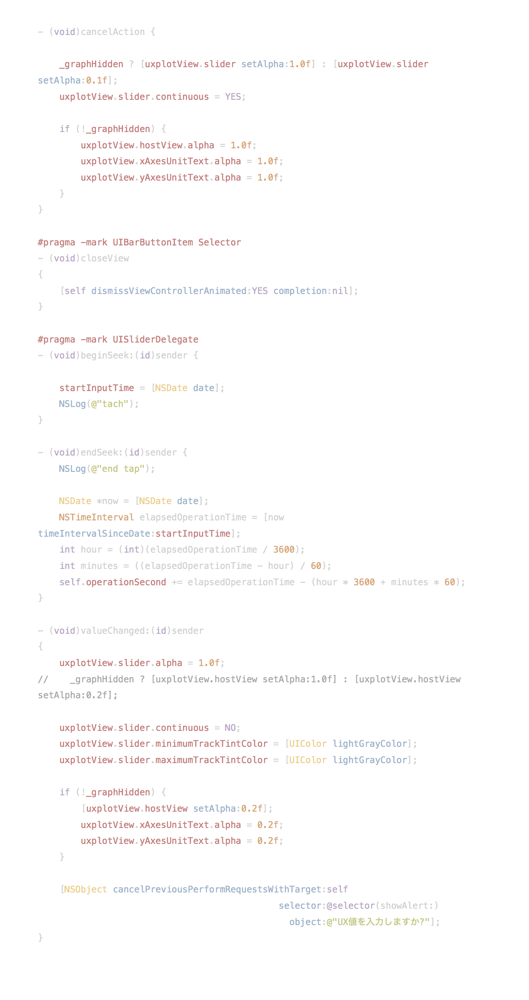 - (void)cancelAction {
    _graphHidden ? [uxplotView.slider setAlpha:1.0f] : [uxplotView.slider
setAlpha:0.1f];
    uxplotView.slider.continuous = YES;
    if (!_graphHidden) {
        uxplotView.hostView.alpha = 1.0f;
        uxplotView.xAxesUnitText.alpha = 1.0f;
        uxplotView.yAxesUnitText.alpha = 1.0f;
    }
}
#pragma -mark UIBarButtonItem Selector
- (void)closeView
{
    [self dismissViewControllerAnimated:YES completion:nil];
}
#pragma -mark UISliderDelegate
- (void)beginSeek:(id)sender {
    startInputTime = [NSDate date];
    NSLog(@"tach");
}
- (void)endSeek:(id)sender {
    NSLog(@"end tap");
    NSDate *now = [NSDate date];
    NSTimeInterval elapsedOperationTime = [now
timeIntervalSinceDate:startInputTime];
    int hour = (int)(elapsedOperationTime / 3600);
    int minutes = ((elapsedOperationTime - hour) / 60);
    self.operationSecond += elapsedOperationTime - (hour * 3600 + minutes * 60);
}
- (void)valueChanged:(id)sender
{
    uxplotView.slider.alpha = 1.0f;
//    _graphHidden ? [uxplotView.hostView setAlpha:1.0f] : [uxplotView.hostView
setAlpha:0.2f];
    uxplotView.slider.continuous = NO;
    uxplotView.slider.minimumTrackTintColor = [UIColor lightGrayColor];
    uxplotView.slider.maximumTrackTintColor = [UIColor lightGrayColor];
    if (!_graphHidden) {
        [uxplotView.hostView setAlpha:0.2f];
        uxplotView.xAxesUnitText.alpha = 0.2f;
        uxplotView.yAxesUnitText.alpha = 0.2f;
    }
    [NSObject cancelPreviousPerformRequestsWithTarget:self
                                             selector:@selector(showAlert:)
                                               object:@"UX値を入力しますか?"];
}